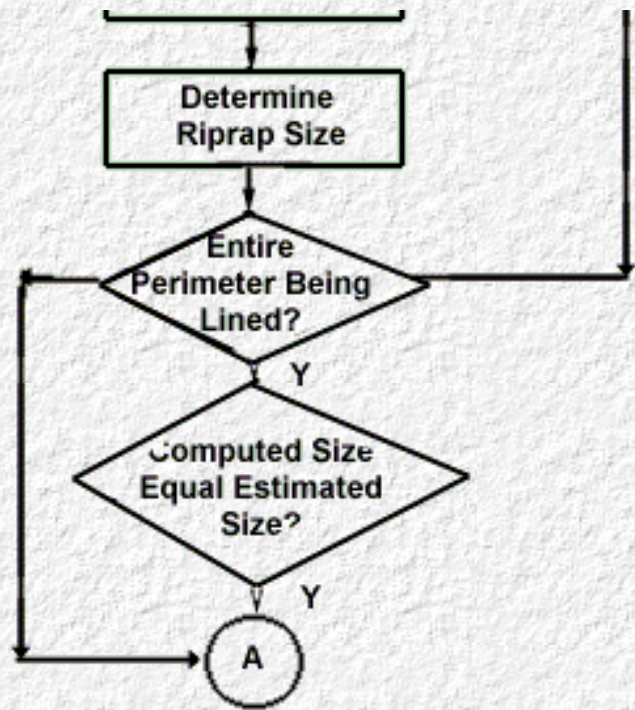 Determine
Riprap Size
Entire
Perimeter Being
Lined?
Y
Computed Size
Equal Estimated
Size?
Y
A